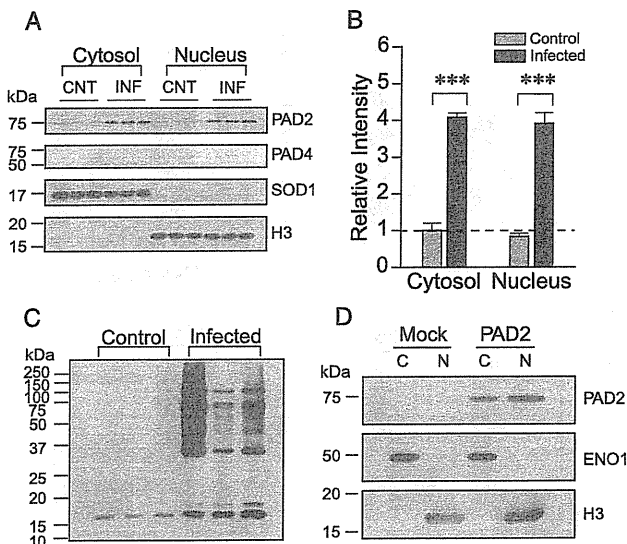 A
Cytosol Nucleus
CNT INF CNT INF
kDa
75 PAD2
75 PAD4
50
17 SOD1
20 H3
15
B
Control
Infected
Relative Intensity
6
5
4
3
2
1
0
*** ***
Cytosol Nucleus
C
Control Infected
kDa
250
150
100
75
50
37
25
20
15
10
D
Mock PAD2
C N C N
kDa
75 PAD2
50 ENO1
20 H3
15